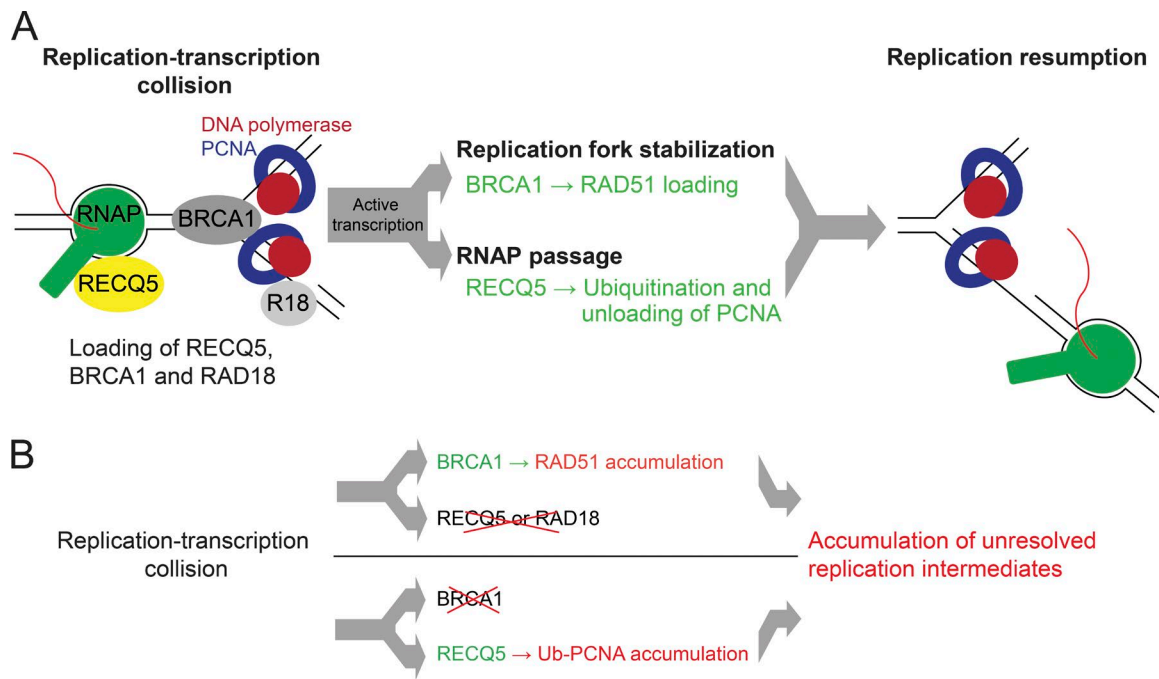 A
Replication-transcription
collision
DNA polymerase
PCNA
RNAP
BRCA1
RECQ5
R18
Loading of RECQ5,
BRCA1 and RAD18
Active
transcription
Replication fork stabilization
BRCA1 → RAD51 loading
RNAP passage
RECQ5 → Ubiquitination and
unloading of PCNA
Replication resumption
B
Replication-transcription
collision
BRCA1 → RAD51 accumulation
RECQ5 or RAD18
BRCA1
RECQ5 → Ub-PCNA accumulation
Accumulation of unresolved
replication intermediates